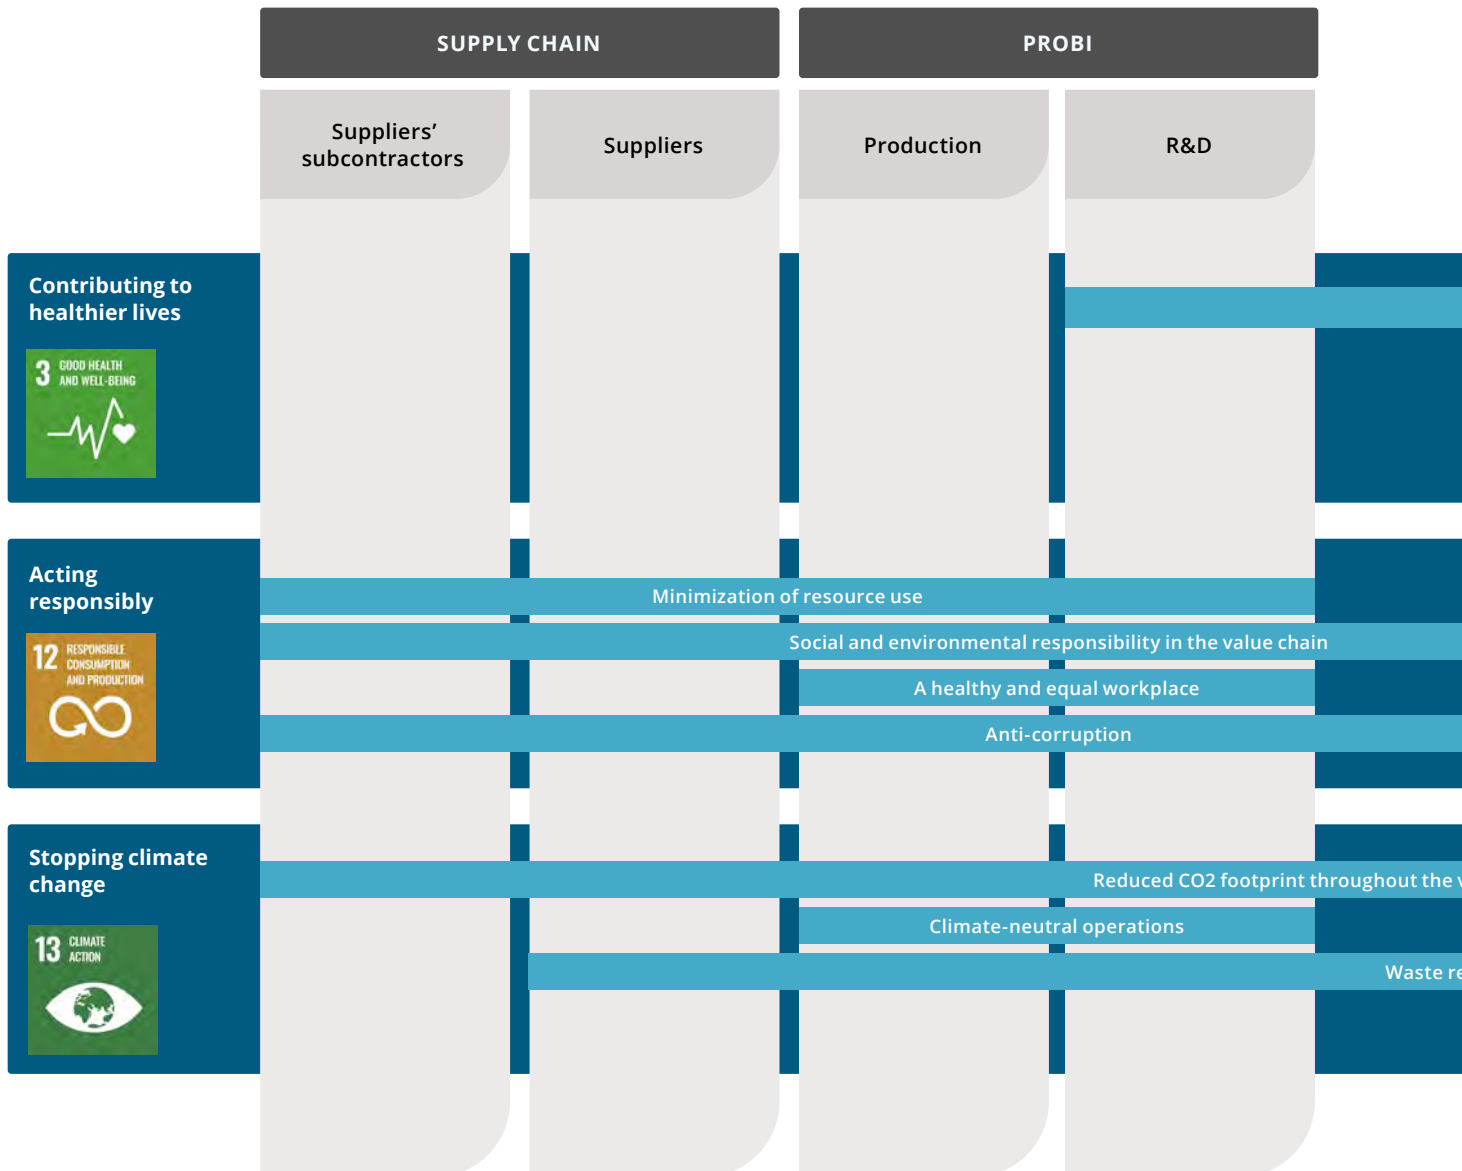 SUPPLY CHAIN
PROBI
Suppliers’
subcontractors
Suppliers
Production
R&D
Contributing to
healthier lives
3 GOOD HEALTH
AND WELL-BEING
Acting
responsibly
12 RESPONSIBLE
CONSUMPTION
AND PRODUCTION
Minimization of resource use
Social and environmental responsibility in the value chain
A healthy and equal workplace
Anti-corruption
Stopping climate
change
13 CLIMATE
ACTION
Reduced CO2 footprint throughout the
Climate-neutral operations
Waste